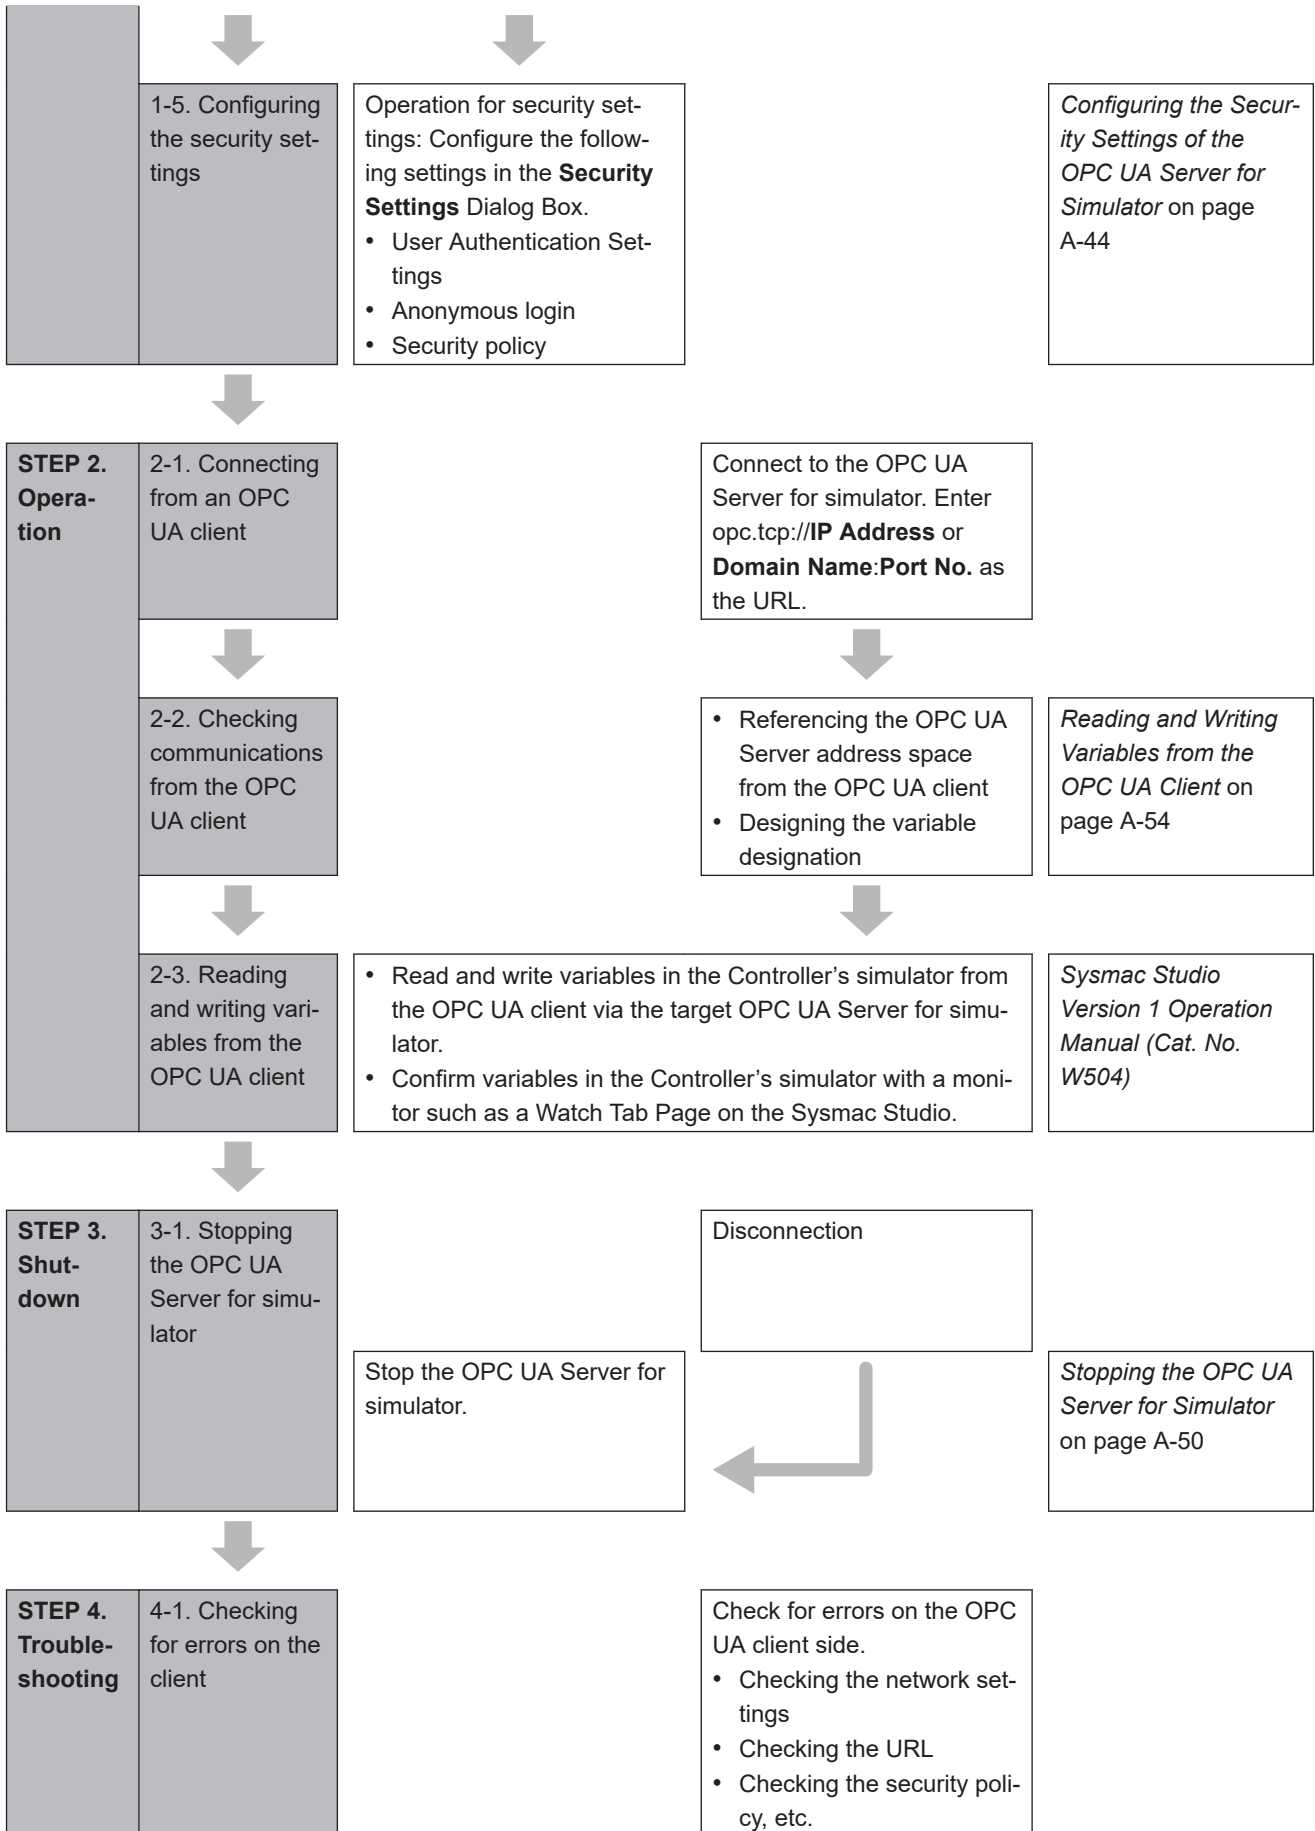 1-5. Configuring
the security set-
tings
Operation for security set-
tings: Configure the follow-
ing settings in the Security
Settings Dialog Box.
• User Authentication Set-
tings
• Anonymous login
• Security policy
Configuring the Secur-
ity Settings of the
OPC UA Server for
Simulator on page
A-44
STEP 2.
Opera-
tion
2-1. Connecting
from an OPC
UA client
Connect to the OPC UA
Server for simulator. Enter
opc.tcp://IP Address or
Domain Name:Port No. as
the URL.
2-2. Checking
communications
from the OPC
UA client
• Referencing the OPC UA
Server address space
from the OPC UA client
• Designing the variable
designation
Reading and Writing
Variables from the
OPC UA Client on
page A-54
2-3. Reading
and writing vari-
ables from the
OPC UA client
• Read and write variables in the Controller's simulator from
the OPC UA client via the target OPC UA Server for simu-
lator.
• Confirm variables in the Controller's simulator with a moni-
tor such as a Watch Tab Page on the Sysmac Studio.
Sysmac Studio
Version 1 Operation
Manual (Cat. No.
W504)
STEP 3.
Shut-
down
3-1. Stopping
the OPC UA
Server for simu-
lator
Disconnection
Stop the OPC UA Server for
simulator.
Stopping the OPC UA
Server for Simulator
on page A-50
STEP 4.
Trouble-
shooting
4-1. Checking
for errors on the
client
Check for errors on the OPC
UA client side.
• Checking the network set-
tings
• Checking the URL
• Checking the security poli-
cy, etc.